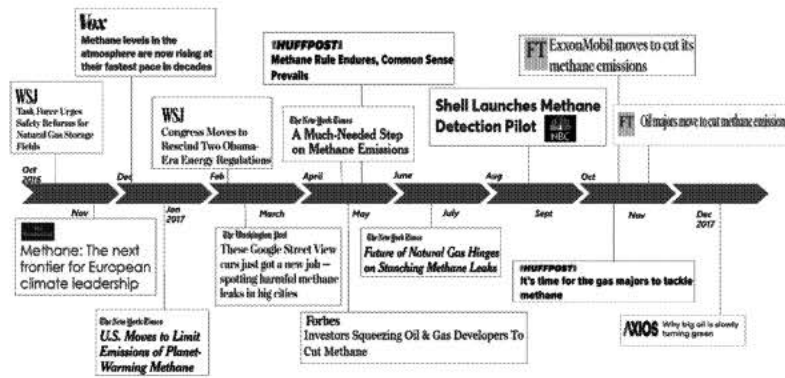 Vox
Methane levels in the
atmosphere are now rising at
their fastest pace in decades
HUFFPOST
Methane Rule Endures, Common Sense
Prevails
FT
ExxonMobil moves to cut its
methane emissions
WSJ
Task Force Urges
Safety Reforms for
Natural Gas Storage
Fields
WSJ
Congress Moves to
Rescind Two Obama-
Era Energy Regulations
The New York Times
A Much-Needed Step
on Methane Emissions
Shell Launches Methane
Detection Pilot
NBC
FT
Oil majors move to cut methane emission
Oct
2016
Dec
Feb
April
June
Aug
Oct
Nov
Jan
2017
March
May
July
Sept
Nov
Dec
2017
Methane: The next
frontier for European
climate leadership
The Washington Post
These Google Street View
cars just got a new job —
spotting harmful methane
leaks in big cities
The New York Times
Future of Natural Gas Hinges
on Stanching Methane Leaks
HUFFPOST
It's time for the gas majors to tackle
methane
The New York Times
U.S. Moves to Limit
Emissions of Planet-
Warming Methane
Forbes
Investors Squeezing Oil & Gas Developers To
Cut Methane
AXIOS
Why big oil is slowly
turning green